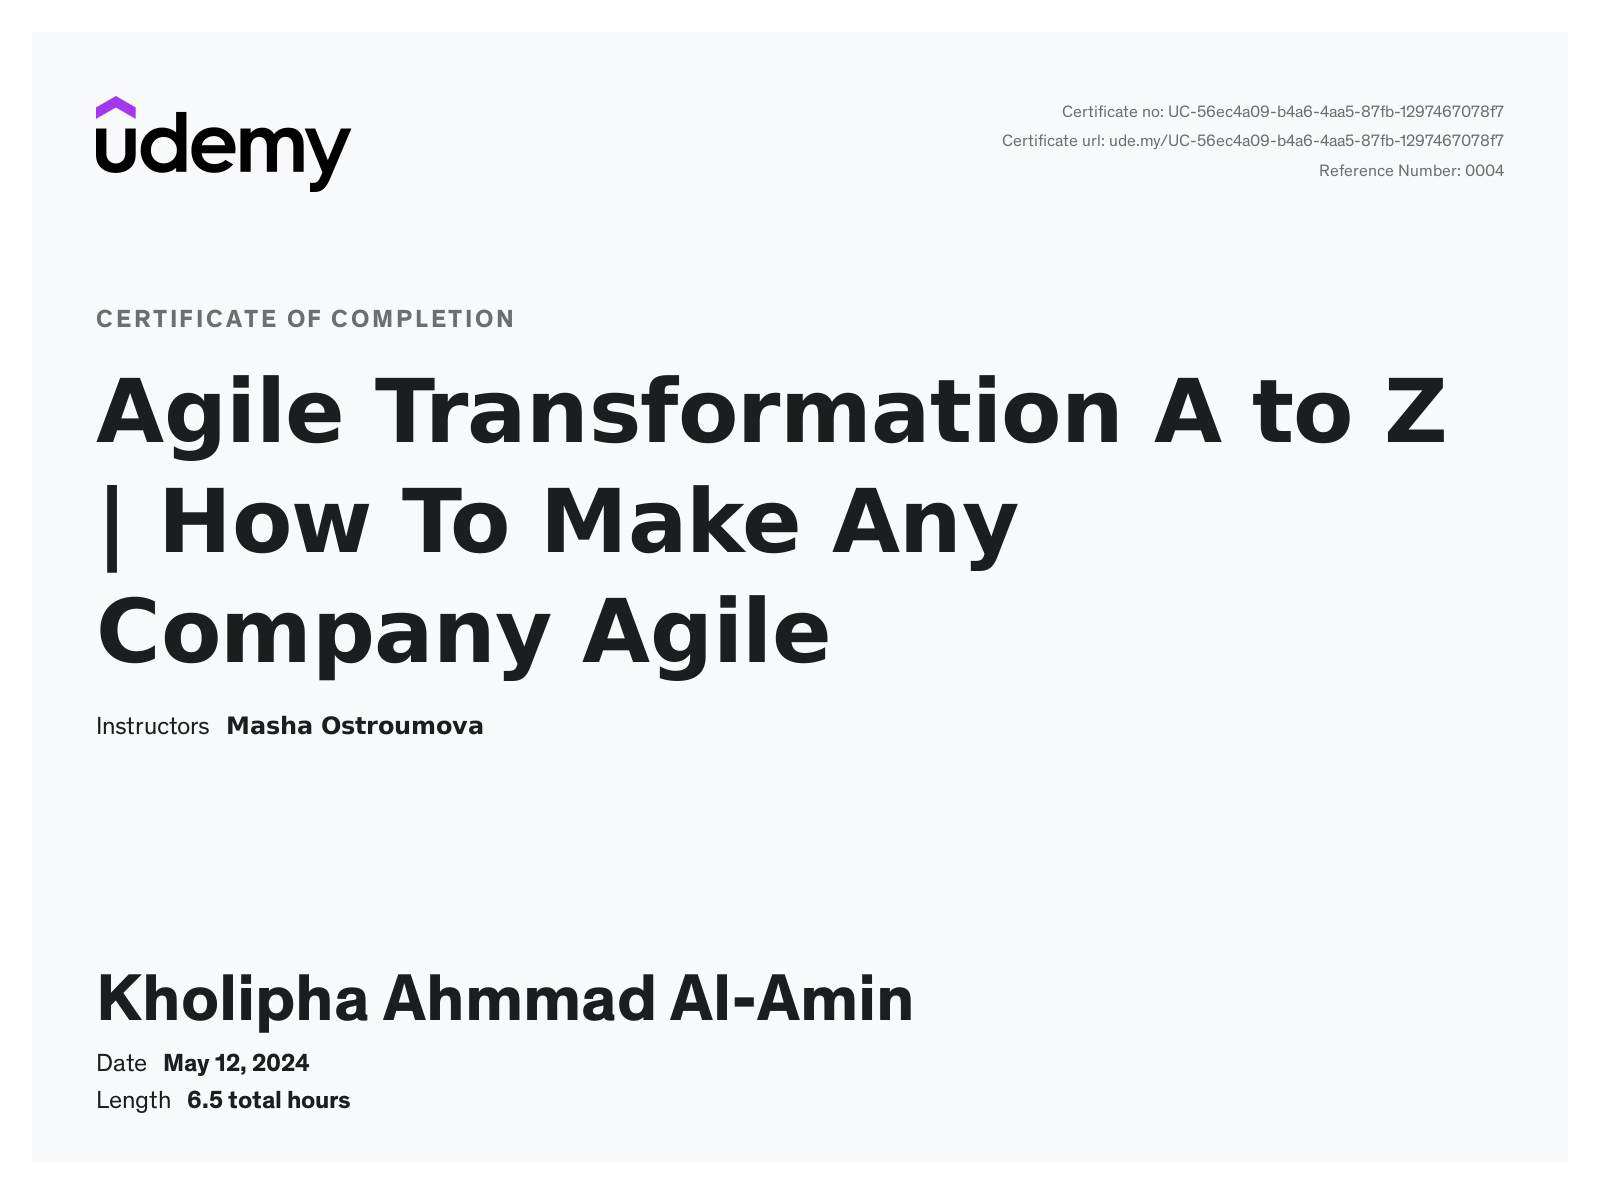 udemy
Certificate no: UC-56ec4a09-b4a6-4aa5-87fb-1297467078f7
Certificate url: ude.my/UC-56ec4a09-b4a6-4aa5-87fb-1297467078f7
Reference Number: 0004
CERTIFICATE OF COMPLETION
Agile Transformation A to Z
| How To Make Any
Company Agile
Instructors Masha Ostroumova
Kholipha Ahmmad Al-Amin
Date May 12, 2024
Length 6.5 total hours